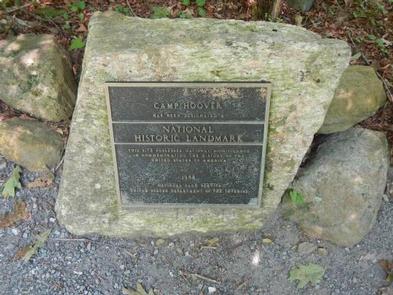 CAMP HOOVER
HAS BEEN DESIGNATED A
NATIONAL
HISTORIC LANDMARK
THIS SITE POSSESSES NATIONAL SIGNIFICANCE
IN COMMEMORATING THE HISTORY OF THE
UNITED STATES OF AMERICA
1988
NATIONAL PARK SERVICE
UNITED STATES DEPARTMENT OF THE INTERIOR